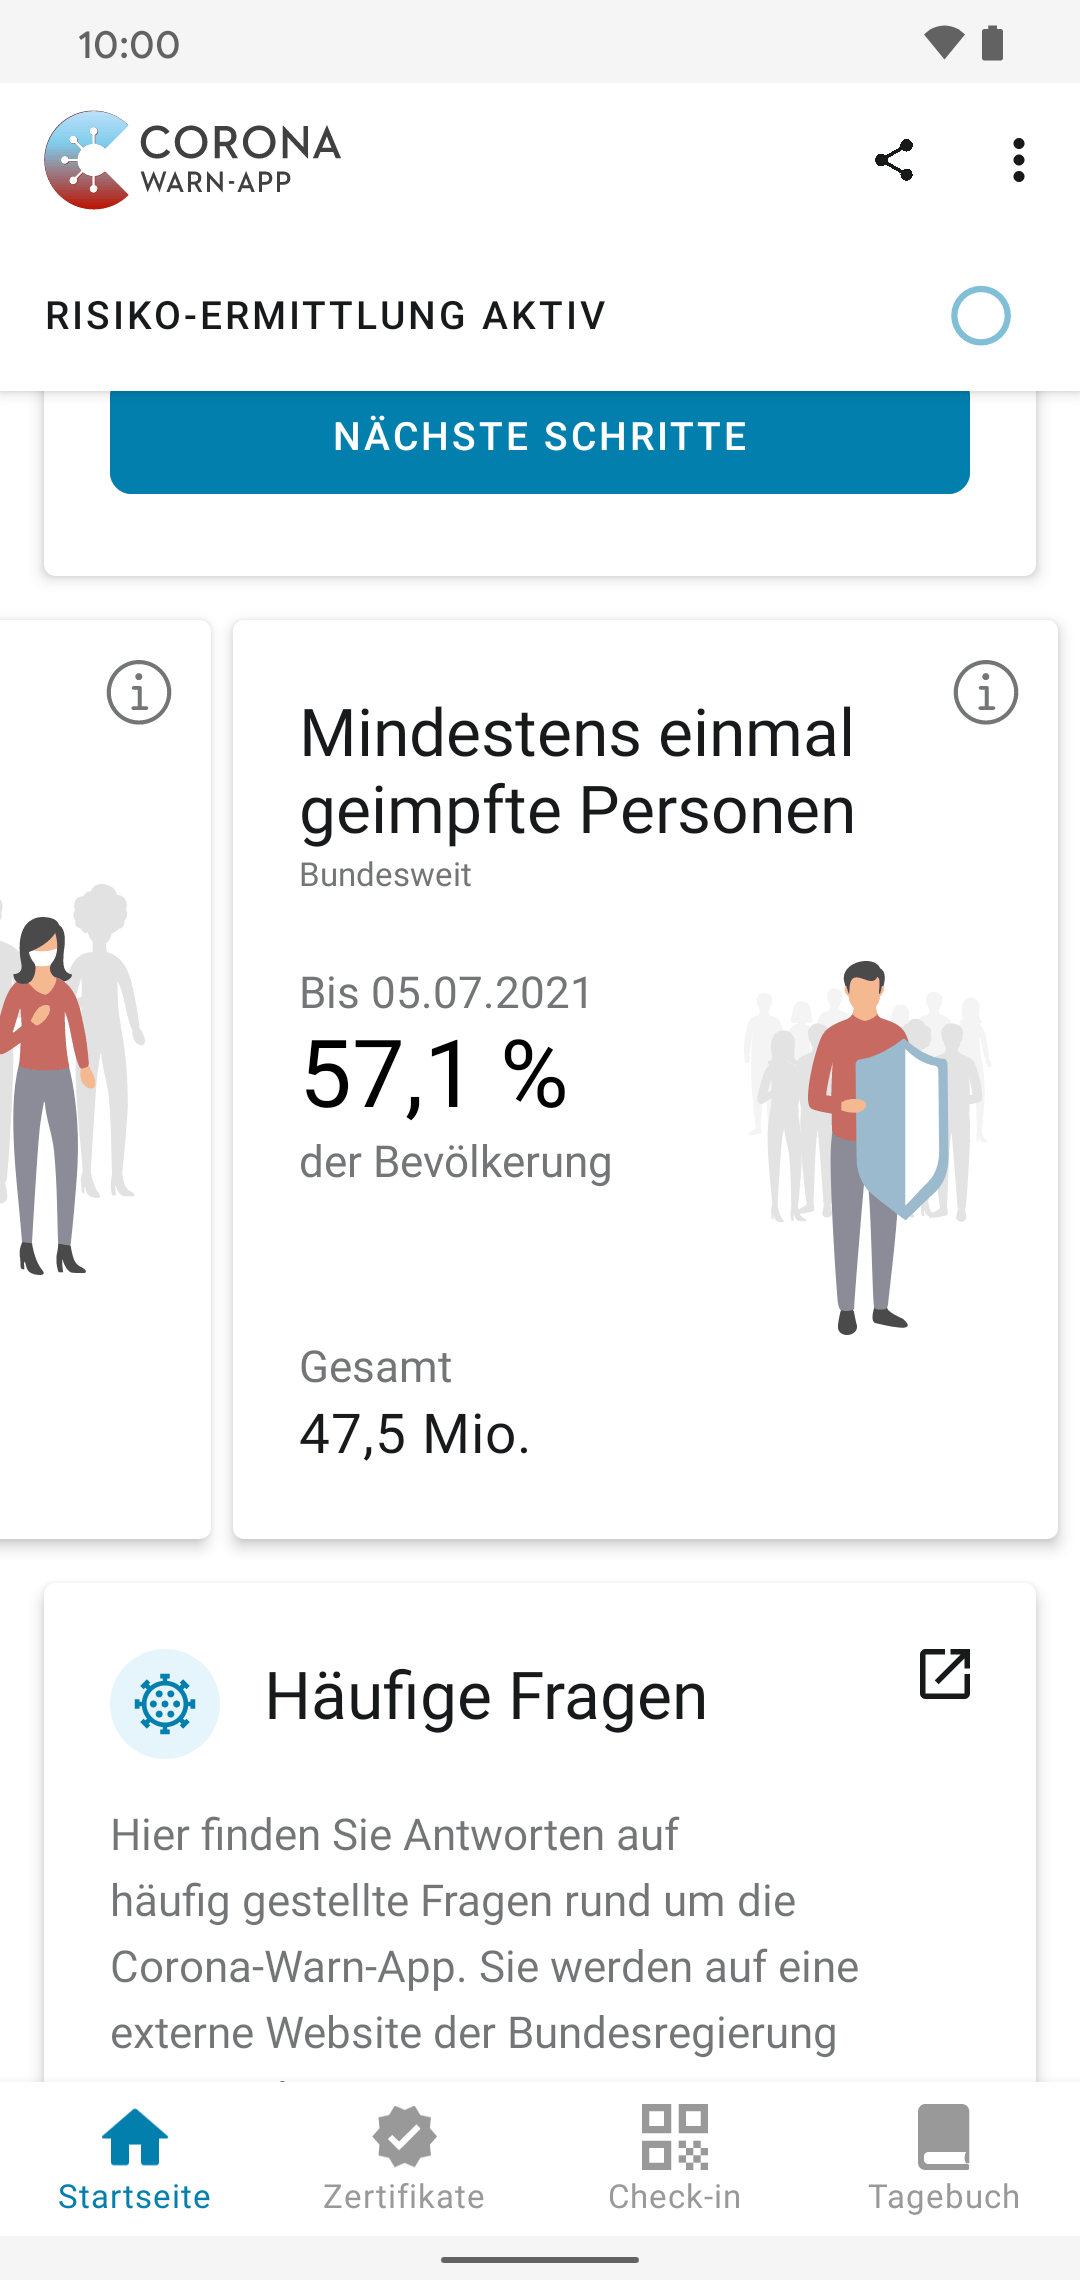 10:00
CORONA
WARN-APP
RISIKO-ERMITTLUNG AKTIV
NÄCHSTE SCHRITTE
Mindestens einmal
geimpfte Personen
Bundesweit
Bis 05.07.2021
57,1 %
der Bevölkerung
Gesamt
47,5 Mio.
Häufige Fragen
Hier finden Sie Antworten auf
häufig gestellte Fragen rund um die
Corona-Warn-App. Sie werden auf eine
externe Website der Bundesregierung
Startseite
Zertifikate
Check-in
Tagebuch